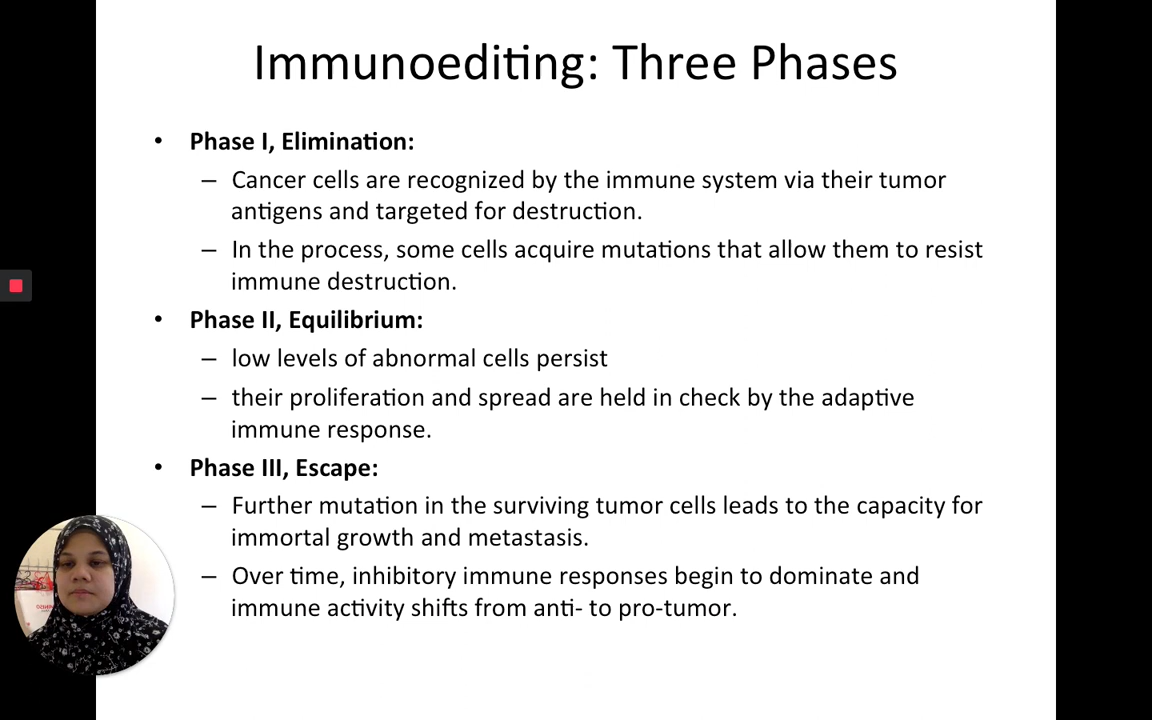 Immunoediting: Three Phases
• Phase I, Elimination:
– Cancer cells are recognized by the immune system via their tumor
antigens and targeted for destruction.
– In the process, some cells acquire mutations that allow them to resist
immune destruction.
• Phase II, Equilibrium:
– low levels of abnormal cells persist
– their proliferation and spread are held in check by the adaptive
immune response.
• Phase III, Escape:
– Further mutation in the surviving tumor cells leads to the capacity for
immortal growth and metastasis.
– Over time, inhibitory immune responses begin to dominate and
immune activity shifts from anti- to pro-tumor.